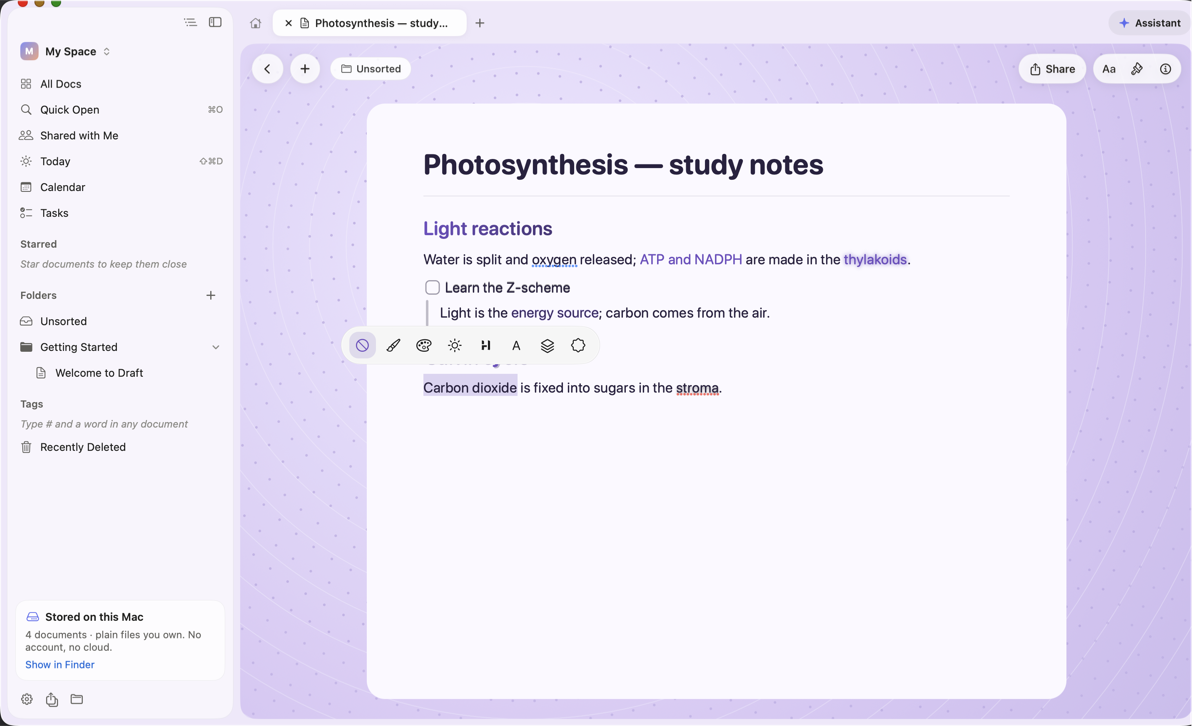 Photosynthesis — study...
Assistant
M My Space
All Docs
Quick Open ⌘O
Shared with Me
Today ⇧⌘D
Calendar
Tasks
Starred
Star documents to keep them close
Folders
Unsorted
Getting Started
Welcome to Draft
Tags
Type # and a word in any document
Recently Deleted
Stored on this Mac
4 documents · plain files you own. No
account, no cloud.
Show in Finder
Unsorted
Share
Aa
Photosynthesis — study notes
Light reactions
Water is split and oxygen released; ATP and NADPH are made in the thylakoids.
Learn the Z-scheme
Light is the energy source; carbon comes from the air.
A
Carbon dioxide is fixed into sugars in the stroma.